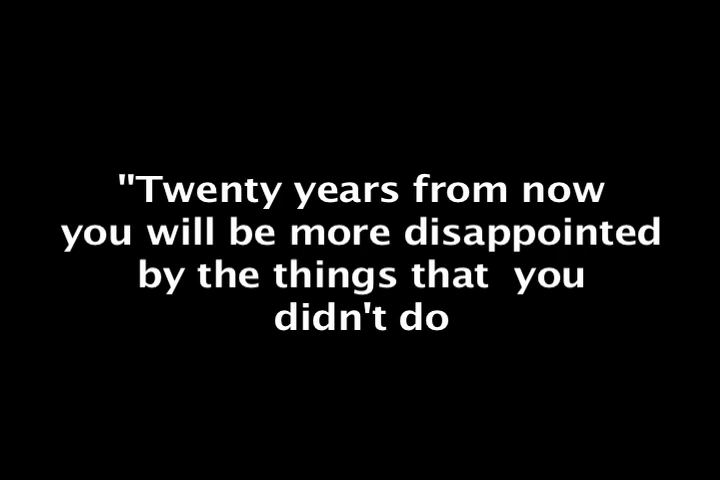 "Twenty years from now
you will be more disappointed
by the things that  you
didn't do